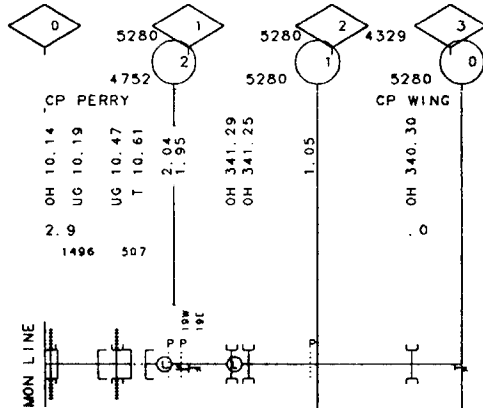 0 1 2 3
5280 5280 4329
2 1 0
4752 5280 5280
CP PERRY CP WING
OH 10.14
UG 10.19
UG 10.47
T 10.61
2.04
1.95
OH 341.29
OH 341.25
1.05
OH 340.30
2.9 .0
1496 507
19W
19E
MON LINE
P P P
L L